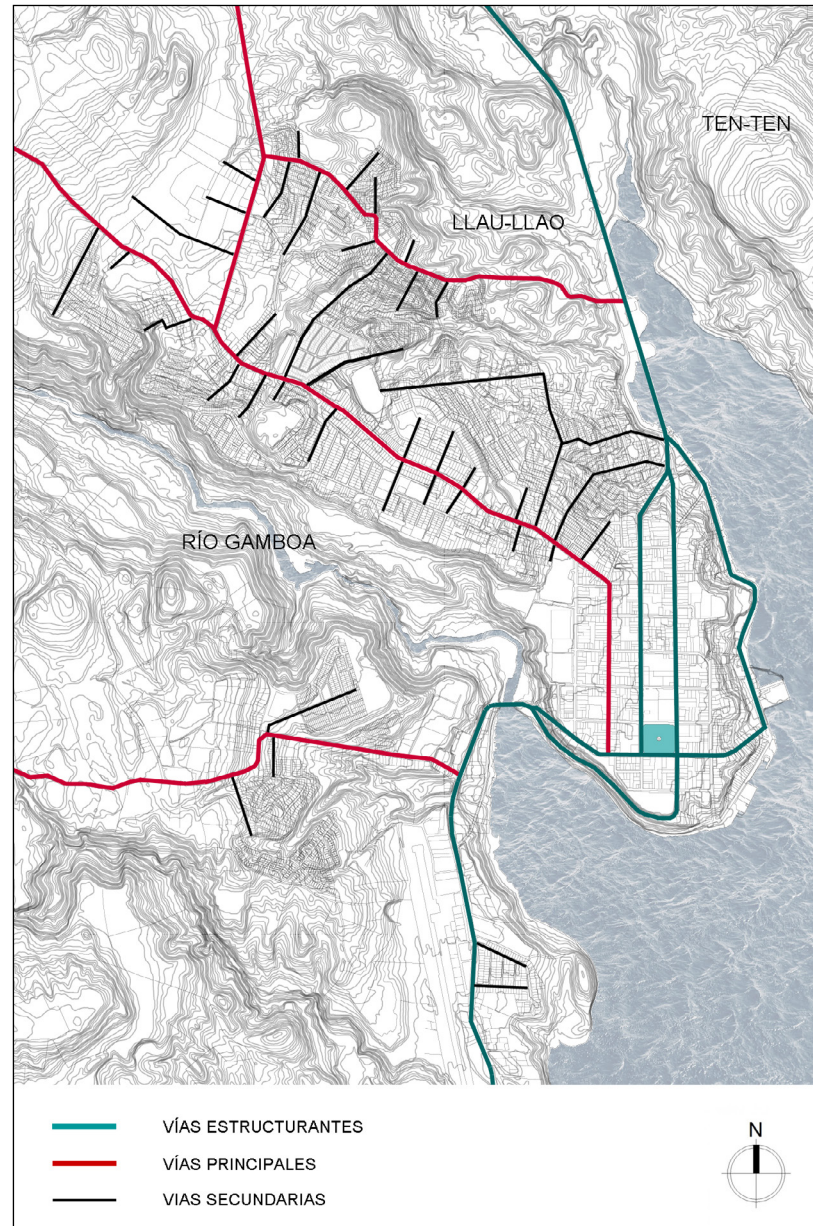 TEN-TEN
LLAU-LLAO
RÍO GAMBOA
VÍAS ESTRUCTURANTES
N
VÍAS PRINCIPALES
VIAS SECUNDARIAS